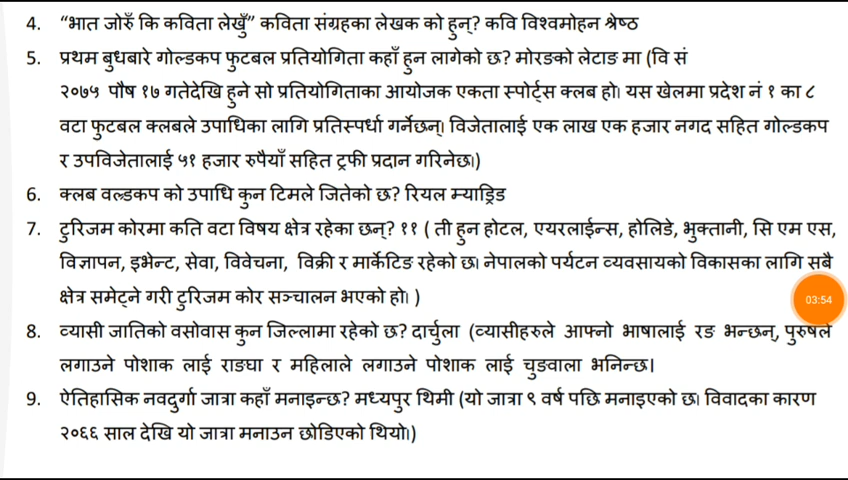 4. “भात जोरुँ कि कविता लेखुँ” कविता संग्रहका लेखक को हुन्? कवि विश्वमोहन श्रेष्ठ
5. प्रथम बुधबारे गोल्डकप फुटबल प्रतियोगिता कहाँ हुन लागेको छ? मोरङको लेटाङ मा (वि सं
२०७५ पौष १७ गतेदेखि हुने सो प्रतियोगिताका आयोजक एकता स्पोर्ट्स क्लब हो। यस खेलमा प्रदेश नं १ का ८
वटा फुटबल क्लबले उपाधिका लागि प्रतिस्पर्धा गर्नेछन्। विजेतालाई एक लाख एक हजार नगद सहित गोल्डकप
र उपविजेतालाई ५१ हजार रुपैयाँ सहित ट्रफी प्रदान गरिनेछ।)
6. क्लब वल्डकप को उपाधि कुन टिमले जितेको छ? रियल म्याड्रिड
7. टुरिजम कोरमा कति वटा विषय क्षेत्र रहेका छन्? ११ ( ती हुन होटल, एयरलाईन्स, होलिडे, भुक्तानी, सि एम एस,
विज्ञापन, इभेन्ट, सेवा, विवेचना, विक्री र मार्केटिङ रहेको छ। नेपालको पर्यटन व्यवसायको विकासका लागि सबै
क्षेत्र समेट्ने गरी टुरिजम कोर सञ्चालन भएको हो। )
03:54
8. व्यासी जातिको वसोवास कुन जिल्लामा रहेको छ? दार्चुला (व्यासीहरुले आफ्नो भाषालाई रङ भन्छन्, पुरुषले
लगाउने पोशाक लाई राङघा र महिलाले लगाउने पोशाक लाई चुङवाला भनिन्छ।
9. ऐतिहासिक नवदुर्गा जात्रा कहाँ मनाइन्छ? मध्यपुर थिमी (यो जात्रा ९ वर्ष पछि मनाइएको छ। विवादका कारण
२०६६ साल देखि यो जात्रा मनाउन छोडिएको थियो।)